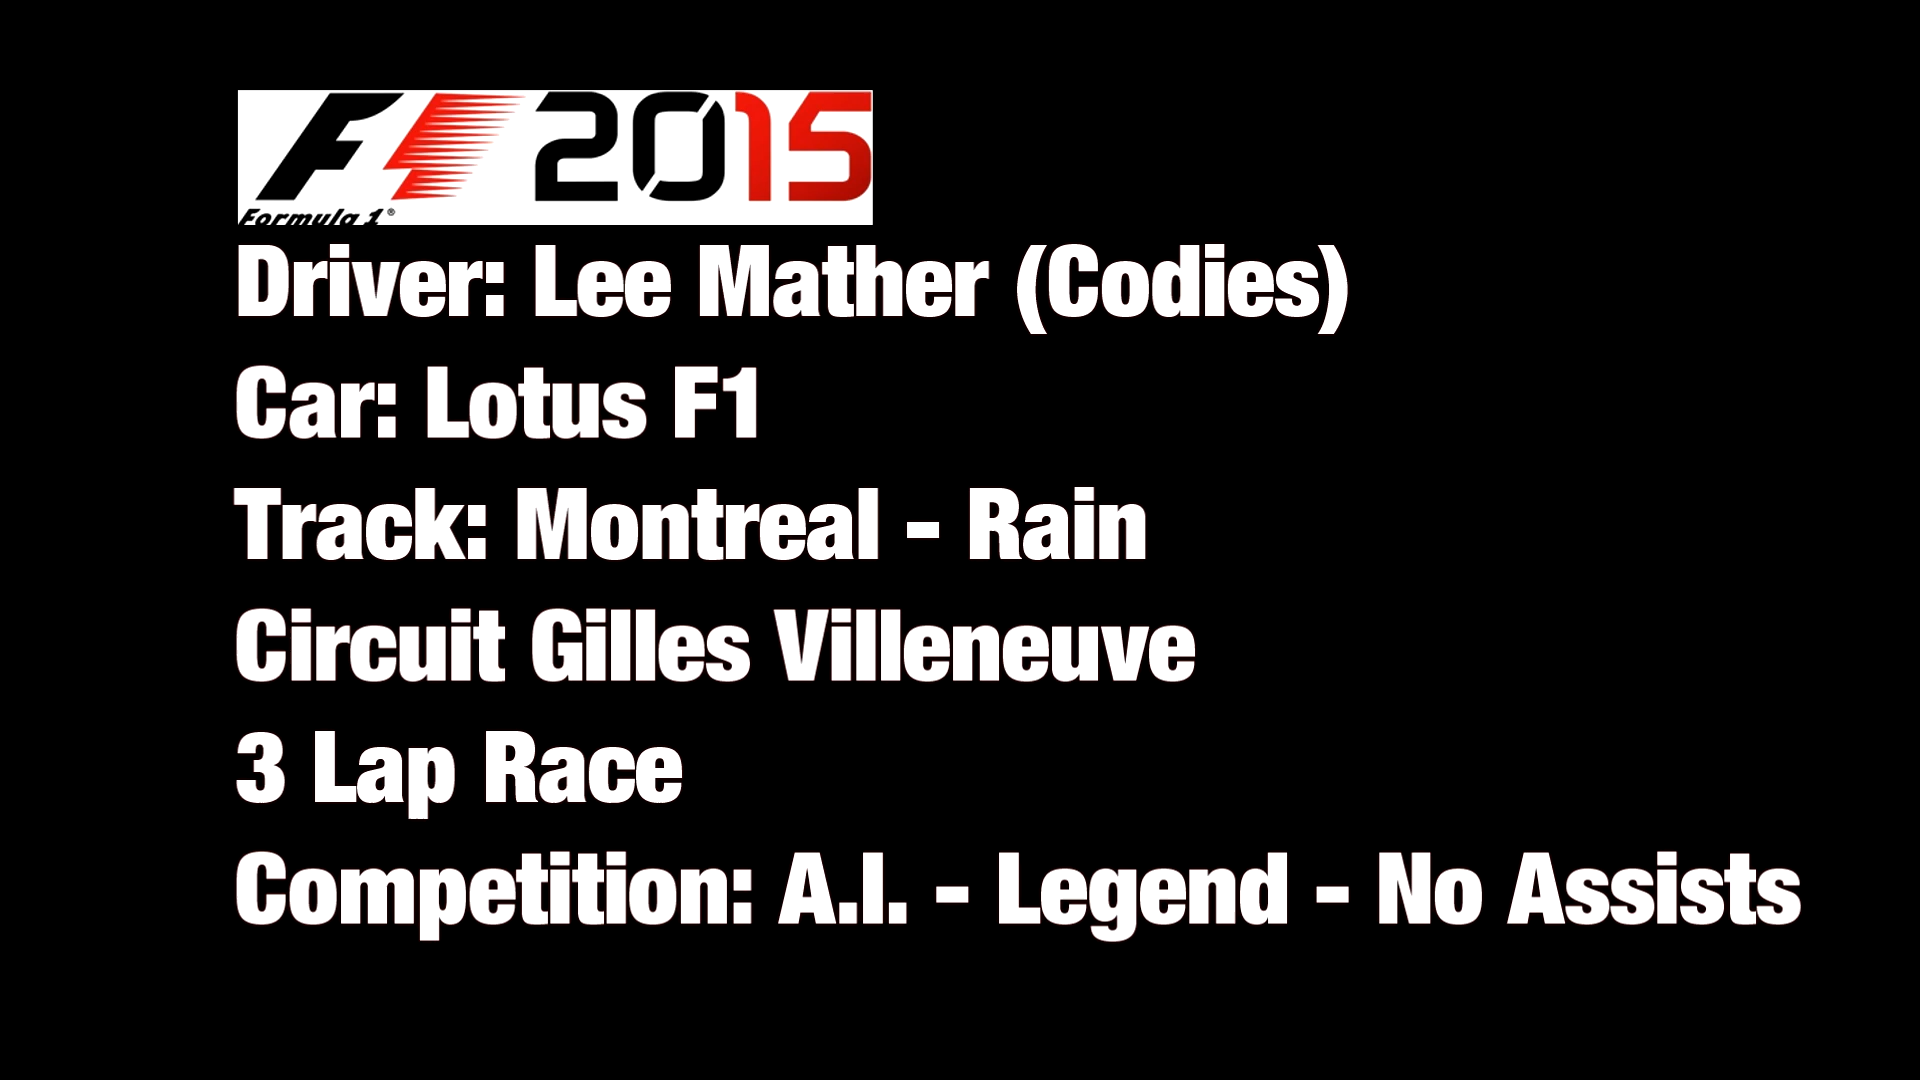 F1 2015
Formula 1®
Driver: Lee Mather (Codies)
Car: Lotus F1
Track: Montreal - Rain
Circuit Gilles Villeneuve
3 Lap Race
Competition: A.I. - Legend - No Assists